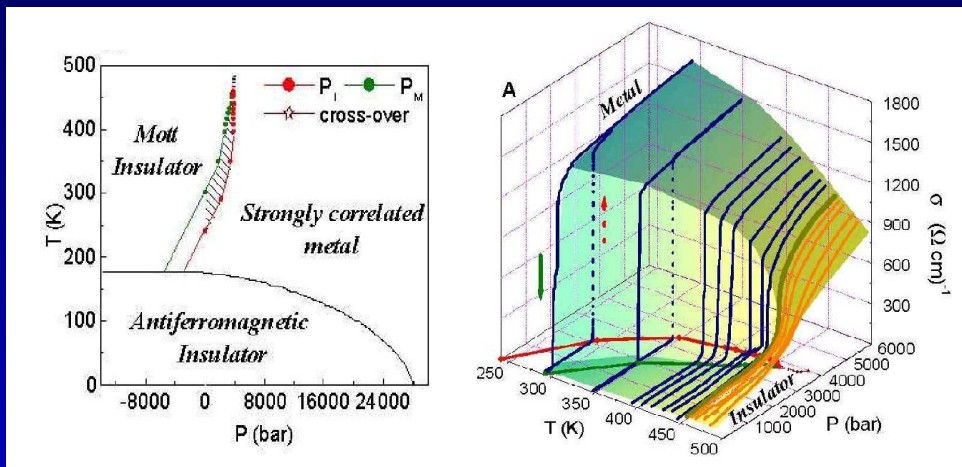 500
400
300
200
100
0
T (K)
P_I P_M
cross-over
Mott
Insulator
Strongly correlated
metal
Antiferromagnetic
Insulator
-8000 0 8000 16000 24000
P (bar)
A
Metal
Insulator
1800
1500
1200
900
600
300
σ (Ω cm)⁻¹
250
300
350
400
450
500
T (K)
6000
5000
4000
3000
2000
1000
P (bar)